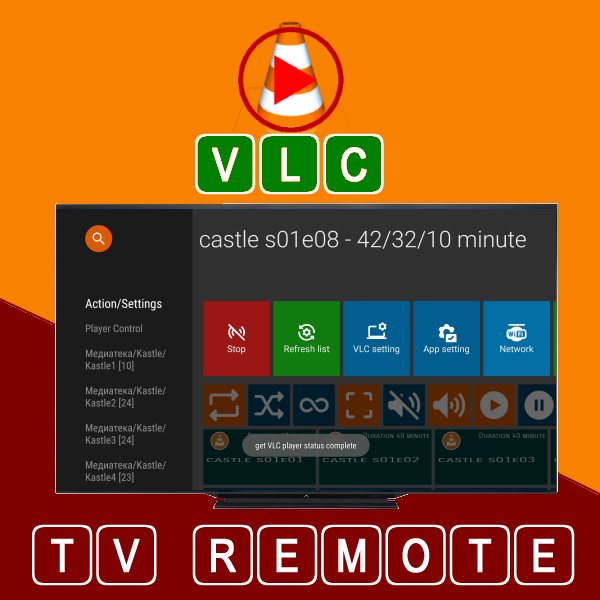 VLC
castle s01e08 - 42/32/10 minute
Action/Settings
Player Control
Медиатека/Kastle/
Kastle1 [10]
Медиатека/Kastle/
Kastle2 [24]
Медиатека/Kastle/
Kastle3 [24]
Медиатека/Kastle/
Kastle4 [23]
Stop
Refresh list
VLC setting
App setting
WiFi
Network
DURATION 40 MINUTE
DURATION 40 MINUTE
get VLC player status complete
CASTLE S01E01
CASTLE S01E02
CASTLE S01E03
TV REMOTE